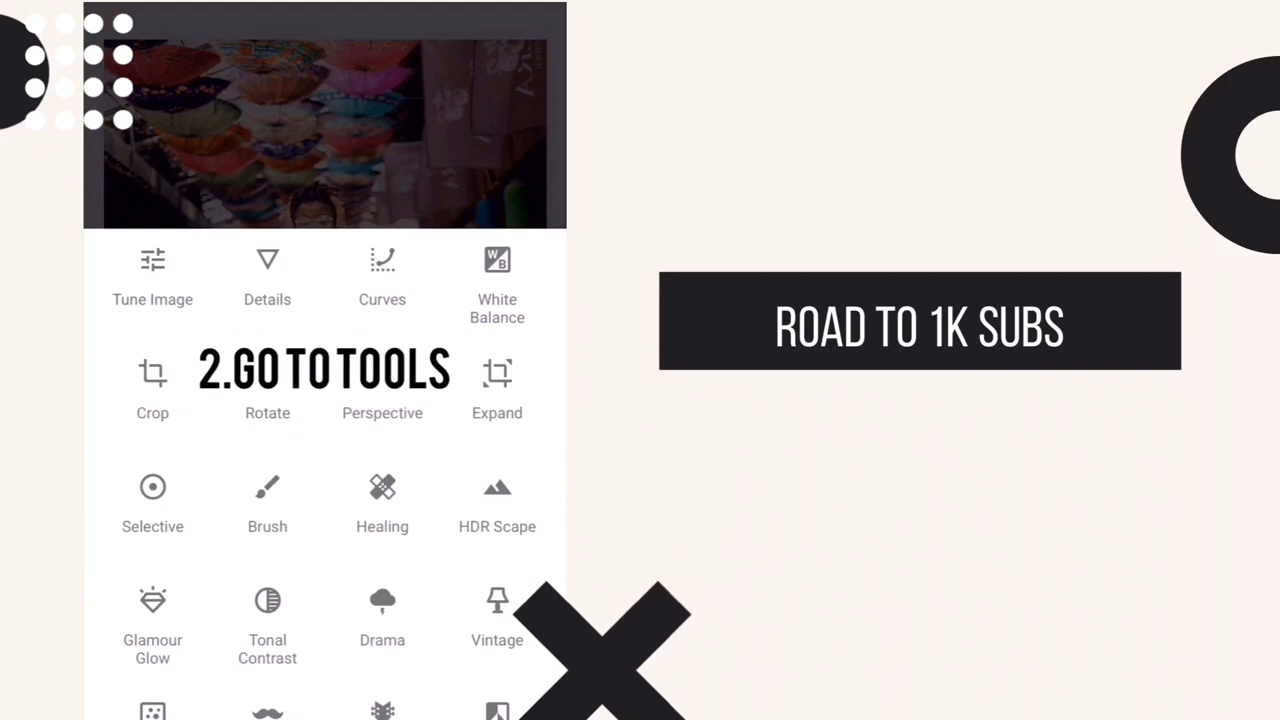 Tune Image
Details
Curves
White
Balance
2.GO TO TOOLS
Crop
Rotate
Perspective
Expand
Selective
Brush
Healing
HDR Scape
Glamour
Glow
Tonal
Contrast
Drama
Vintage
ROAD TO 1K SUBS